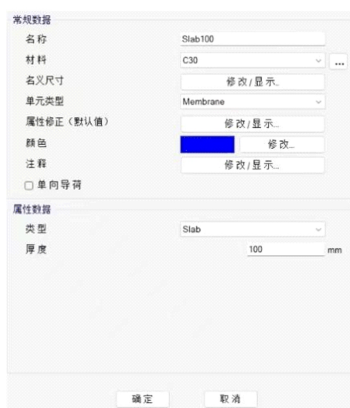 常规数据
名称 Slab100
材料 C30 ...
名义尺寸 修改/显示...
单元类型 Membrane
属性修正（默认值） 修改/显示...
颜色 修改...
注释 修改/显示...
单向导荷
属性数据
类型 Slab
厚度 100 mm
确定 取消